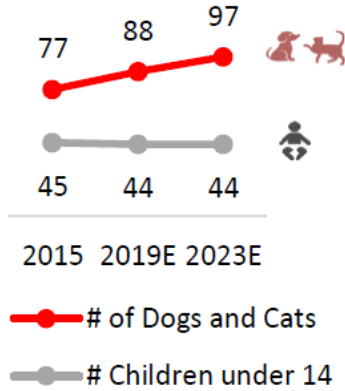 77 88 97
45 44 44
2015 2019E 2023E
# of Dogs and Cats
# Children under 14